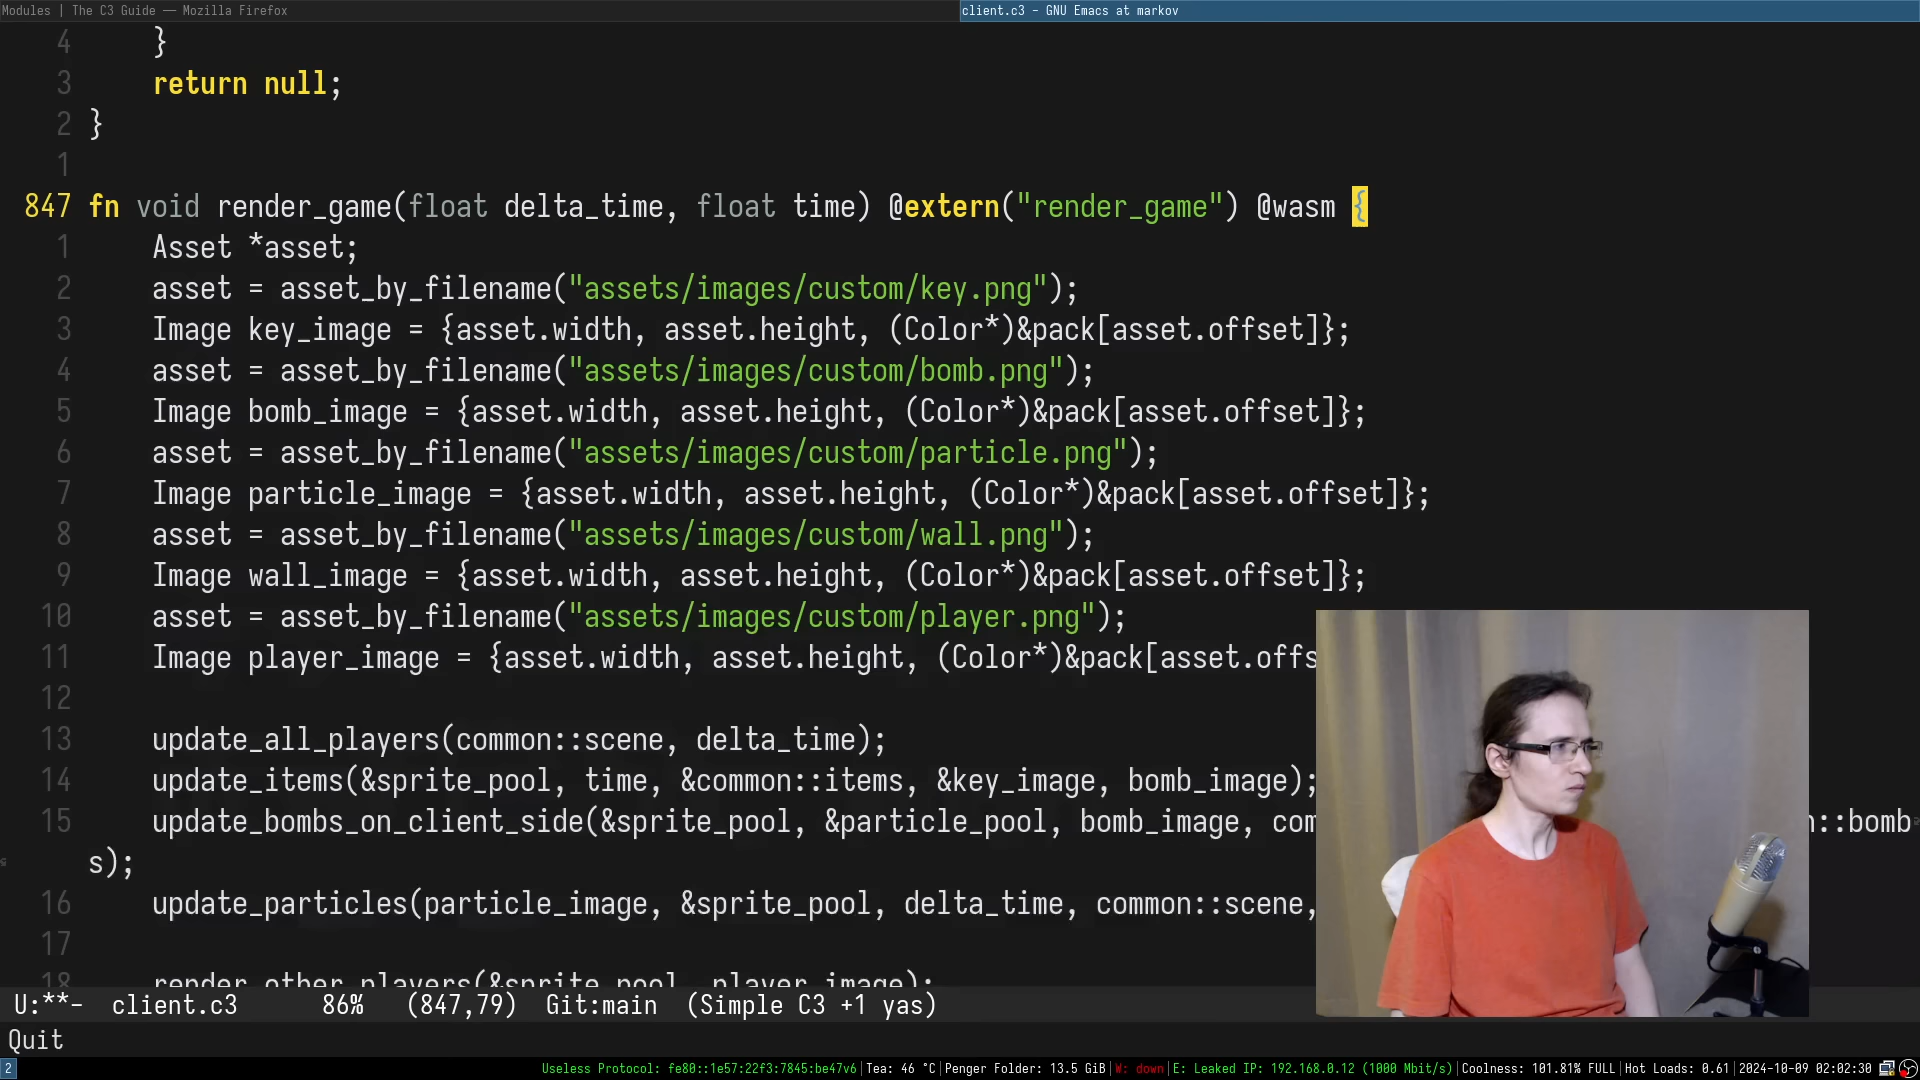 Modules | The C3 Guide — Mozilla Firefox
client.c3 - GNU Emacs at markov
4 }
3 return null;
2 }
1
847 fn void render_game(float delta_time, float time) @extern("render_game") @wasm {
1 Asset *asset;
2 asset = asset_by_filename("assets/images/custom/key.png");
3 Image key_image = {asset.width, asset.height, (Color*)&pack[asset.offset]};
4 asset = asset_by_filename("assets/images/custom/bomb.png");
5 Image bomb_image = {asset.width, asset.height, (Color*)&pack[asset.offset]};
6 asset = asset_by_filename("assets/images/custom/particle.png");
7 Image particle_image = {asset.width, asset.height, (Color*)&pack[asset.offset]};
8 asset = asset_by_filename("assets/images/custom/wall.png");
9 Image wall_image = {asset.width, asset.height, (Color*)&pack[asset.offset]};
10 asset = asset_by_filename("assets/images/custom/player.png");
11 Image player_image = {asset.width, asset.height, (Color*)&pack[asset.offs
12
13 update_all_players(common::scene, delta_time);
14 update_items(&sprite_pool, time, &common::items, &key_image, bomb_image);
15 update_bombs_on_client_side(&sprite_pool, &particle_pool, bomb_image, com n::bomb
s);
16 update_particles(particle_image, &sprite_pool, delta_time, common::scene,
17
18 render_other_players(&sprite_pool, player_image);
U:**- client.c3 86% (847,79) Git:main (Simple C3 +1 yas)
Quit
2 Useless Protocol: fe80::1e57:22f3:7845:be47v6|Tea: 46 °C|Penger Folder: 13.5 GiB|W: down|E: Leaked IP: 192.168.0.12 (1000 Mbit/s)|Coolness: 101.81% FULL|Hot Loads: 0.61|2024-10-09 02:02:30